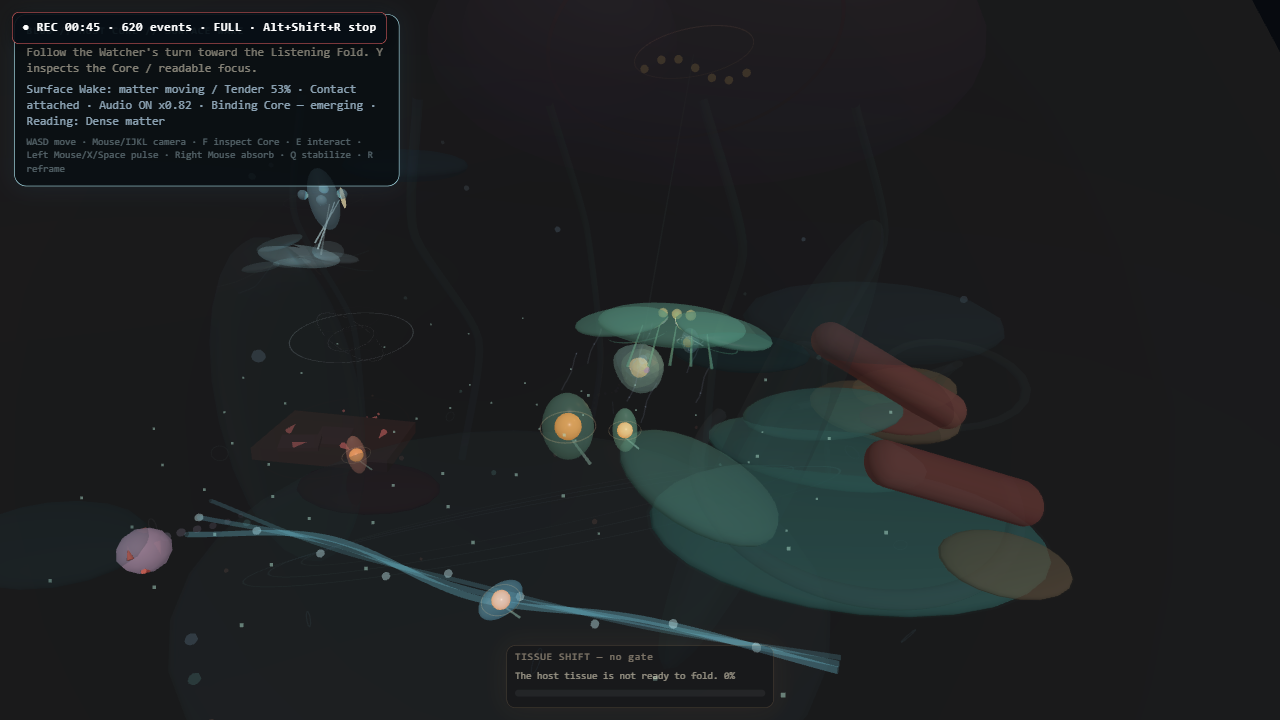 ● REC 00:45 · 620 events · FULL · Alt+Shift+R stop
Follow the Watcher's turn toward the Listening Fold. Y
inspects the Core / readable focus.
Surface Wake: matter moving / Tender 53% · Contact
attached · Audio ON x0.82 · Binding Core — emerging ·
Reading: Dense matter
WASD move · Mouse/IJKL camera · F inspect Core · E interact ·
Left Mouse/X/Space pulse · Right Mouse absorb · Q stabilize · R
reframe
TISSUE SHIFT — no gate
The host tissue is not ready to fold. 0%